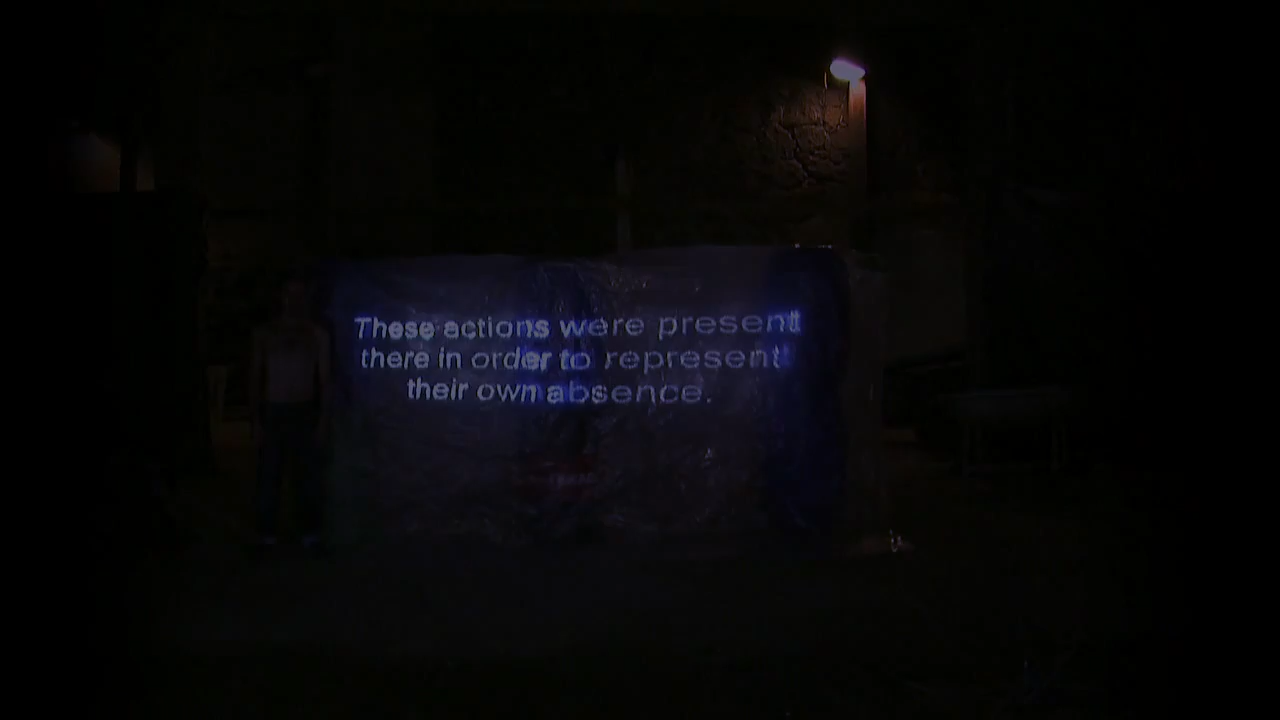 These actions were present
there in order to represent
their own absence.